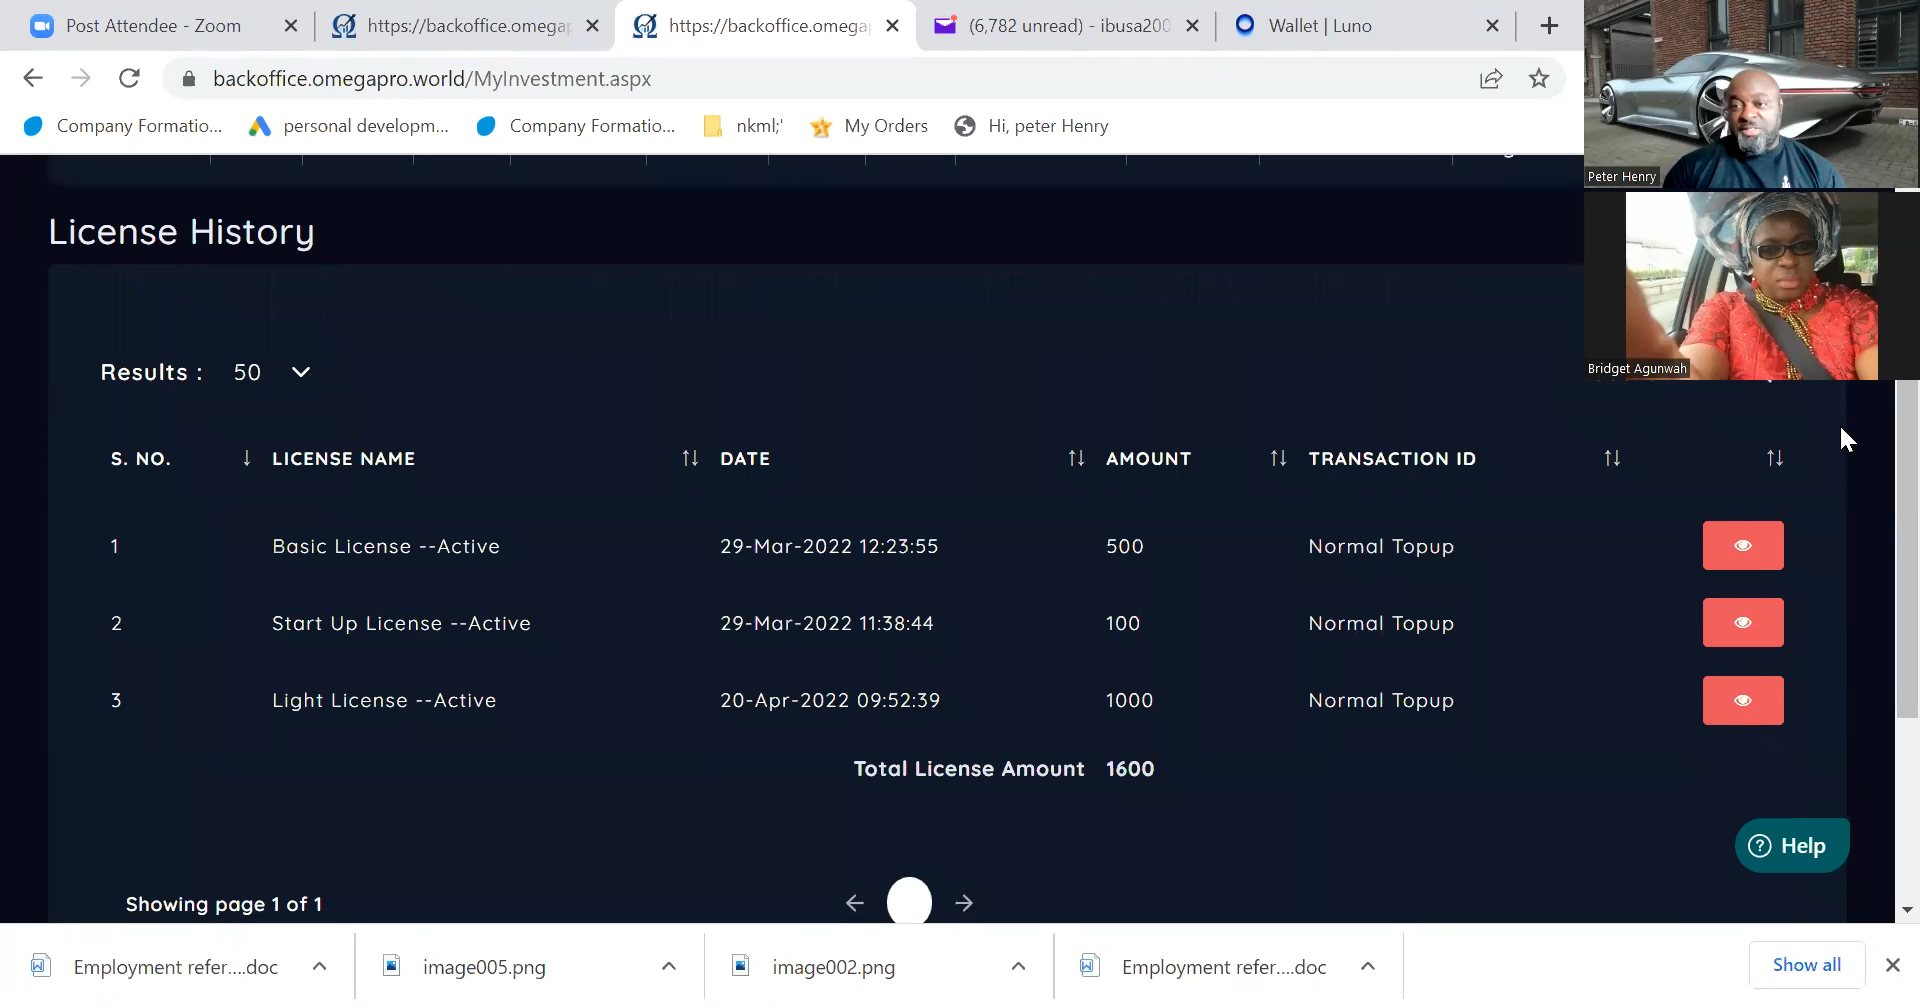 Post Attendee - Zoom
https://backoffice.omegap
https://backoffice.omega
(6,782 unread) - ibusa200
Wallet | Luno
backoffice.omegapro.world/MyInvestment.aspx
Company Formatio...
personal developm...
Company Formatio...
nkml;'
My Orders
Hi, peter Henry
Peter Henry
Bridget Agunwah
License History
Results : 50
S. NO. LICENSE NAME DATE AMOUNT TRANSACTION ID
1 Basic License --Active 29-Mar-2022 12:23:55 500 Normal Topup
2 Start Up License --Active 29-Mar-2022 11:38:44 100 Normal Topup
3 Light License --Active 20-Apr-2022 09:52:39 1000 Normal Topup
Total License Amount 1600
Help
Showing page 1 of 1
Employment refer....doc
image005.png
image002.png
Employment refer....doc
Show all